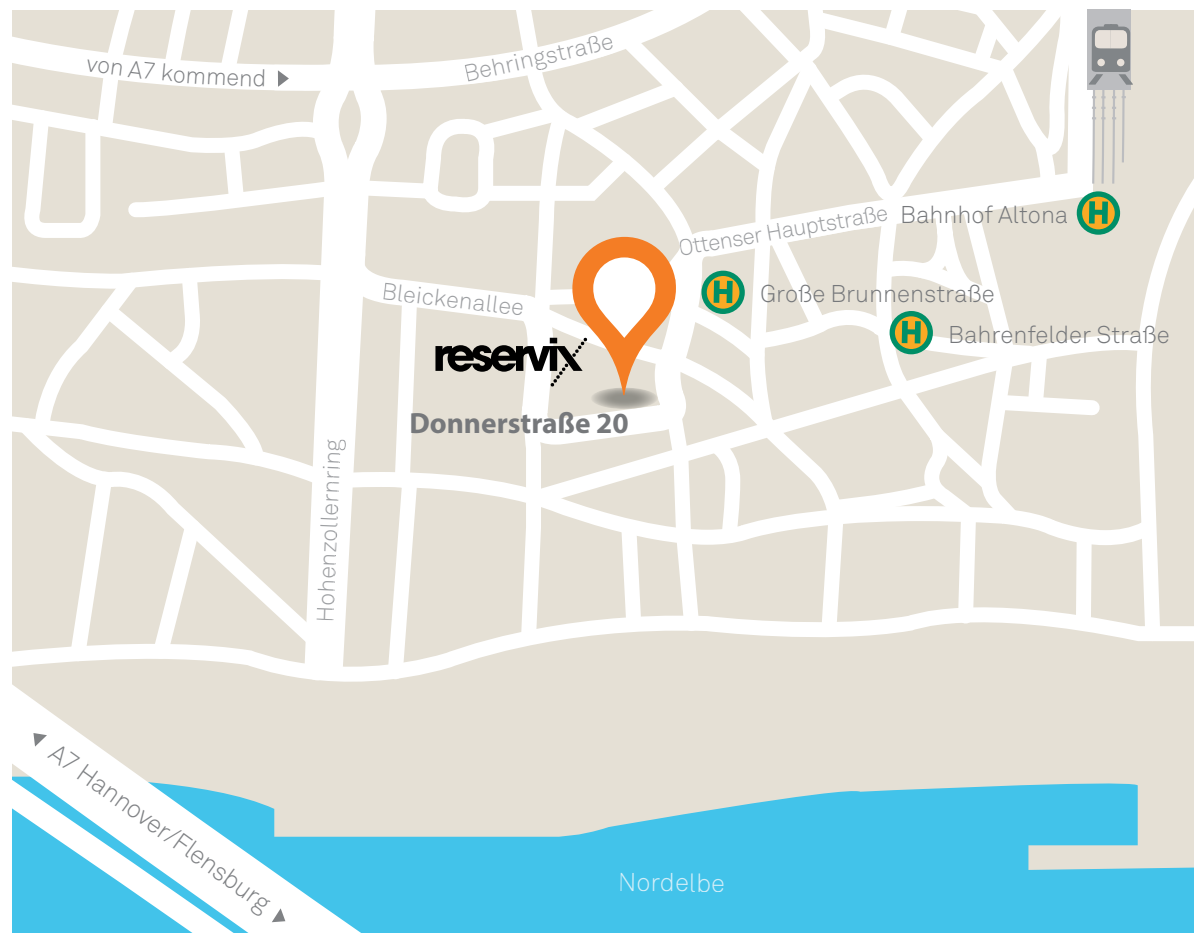 von A7 kommend
Behringstraße
Ottenser Hauptstraße
Bahnhof Altona
H
Bleickenallee
H
Große Brunnenstraße
H
Bahrenfelder Straße
reservix
Donnerstraße 20
Hohenzollernring
A7 Hannover/Flensburg
Nordelbe